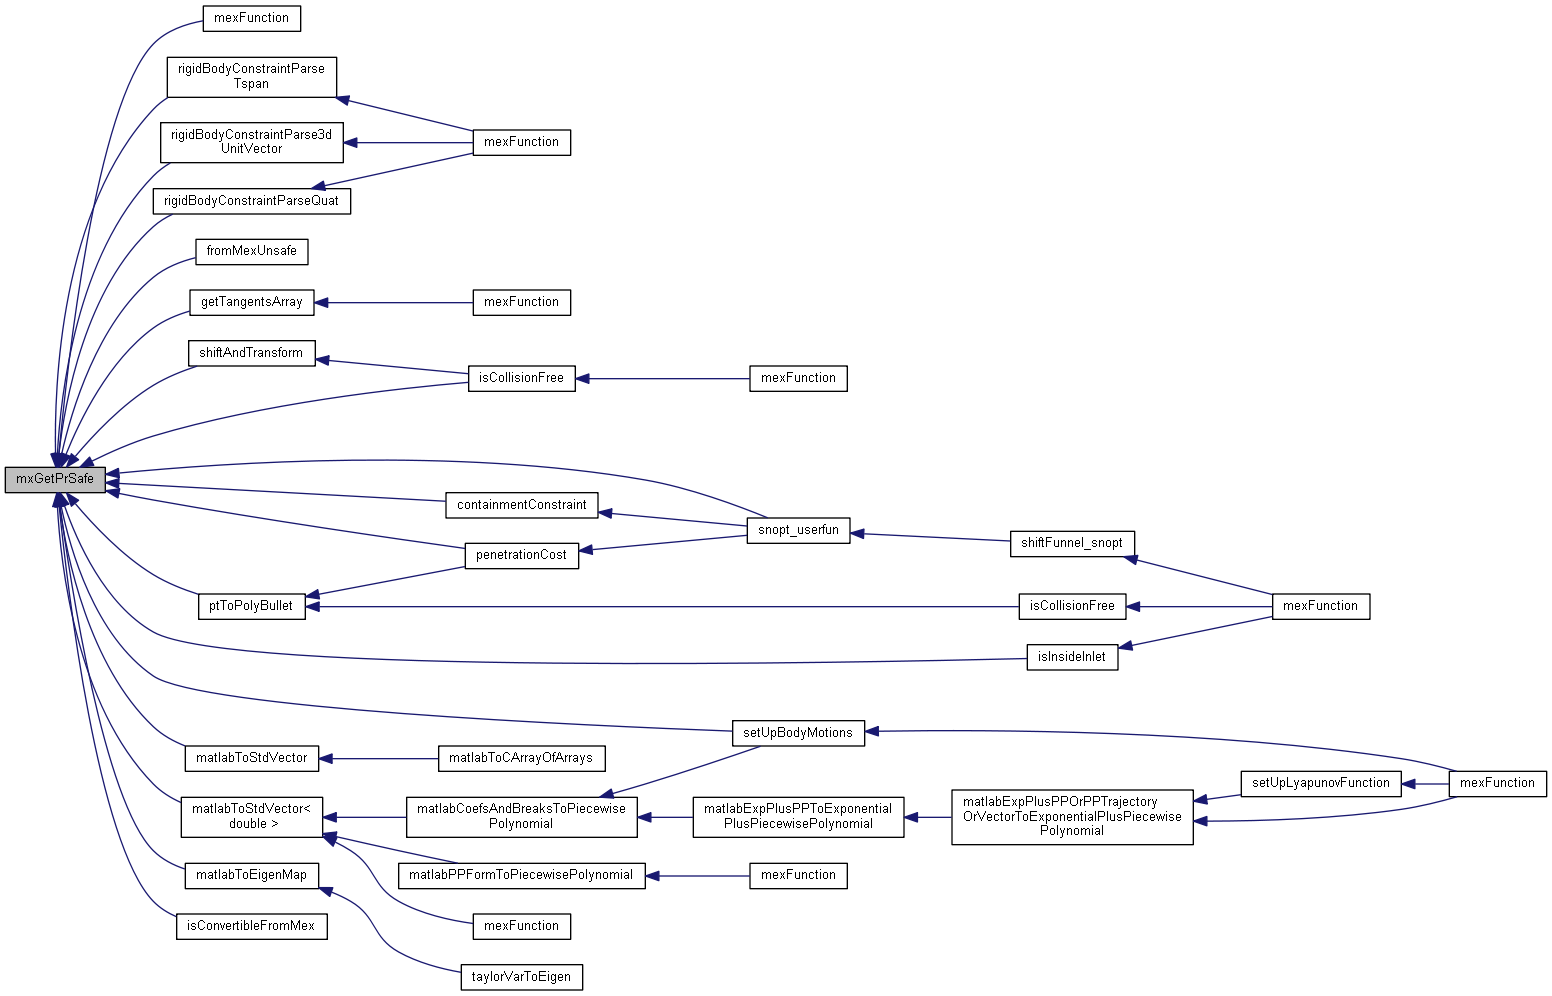 mexFunction
rigidBodyConstraintParse
Tspan
rigidBodyConstraintParse3d
UnitVector
mexFunction
rigidBodyConstraintParseQuat
fromMexUnsafe
getTangentsArray
mexFunction
shiftAndTransform
isCollisionFree
mexFunction
mxGetPrSafe
containmentConstraint
snopt_userfun
shiftFunnel_snopt
penetrationCost
ptToPolyBullet
isCollisionFree
mexFunction
isInsideInlet
setUpBodyMotions
matlabToStdVector
matlabToCArrayOfArrays
setUpLyapunovFunction
mexFunction
matlabToStdVector<
double >
matlabCoefsAndBreaksToPiecewise
Polynomial
matlabExpPlusPPToExponential
PlusPiecewisePolynomial
matlabExpPlusPPOrPPTrajectory
OrVectorToExponentialPlusPiecewise
Polynomial
matlabToEigenMap
matlabPPFormToPiecewisePolynomial
mexFunction
isConvertibleFromMex
mexFunction
taylorVarToEigen